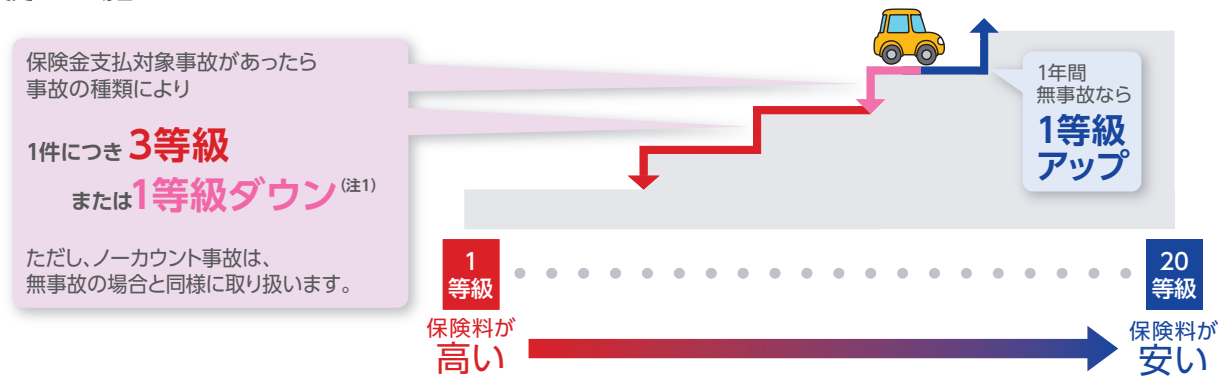 保険金支払対象事故があったら
事故の種類により
1件につき 3等級
または1等級ダウン(注1)
ただし、ノーカウント事故は、
無事故の場合と同様に取り扱います。
1年間
無事故なら
1等級
アップ
1
等級
20
等級
保険料が
高い
保険料が
安い